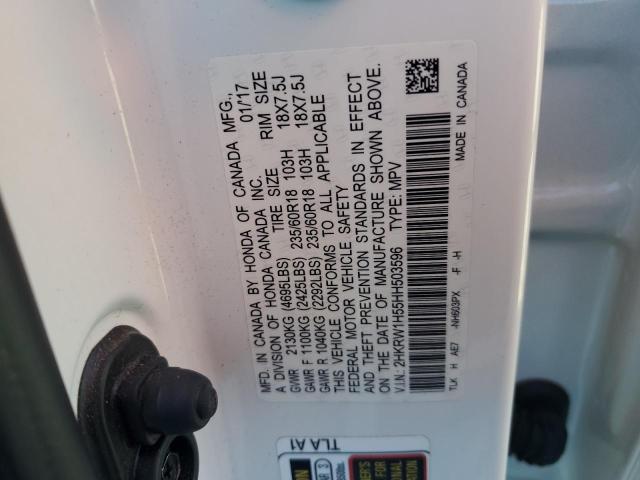 MFD. IN CANADA BY HONDA OF CANADA MFG., 01/17
A DIVISION OF HONDA CANADA INC.
TIRE SIZE RIM SIZE
GVWR 2130KG (4695LBS) 235/60R18 103H 18X7.5J
GAWR F 1100KG (2425LBS) 235/60R18 103H 18X7.5J
GAWR R 1040KG (2292LBS)
THIS VEHICLE CONFORMS TO ALL APPLICABLE
FEDERAL MOTOR VEHICLE SAFETY
AND THEFT PREVENTION STANDARDS IN EFFECT
ON THE DATE OF MANUFACTURE SHOWN ABOVE.
V.I.N.: 2HKRW1H55HH503596 TYPE: MPV
TLK H AE7 -NH603PX -F -H MADE IN CANADA
TLA A1